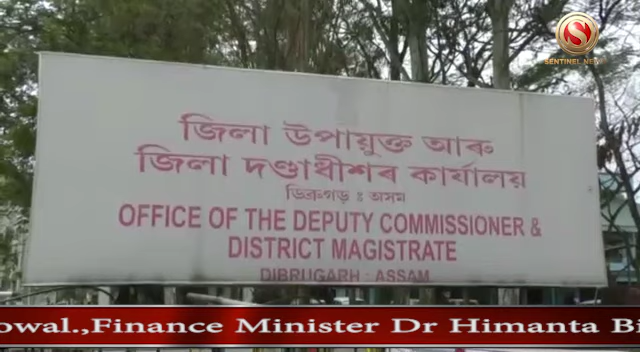 S
SENTINEL NEWS
জিলা উপায়ুক্ত আৰু
জিলা দণ্ডাধীশৰ কাৰ্যালয়
ডিব্ৰুগড় : অসম
OFFICE OF THE DEPUTY COMMISSIONER &
DISTRICT MAGISTRATE
DIBRUGARH : ASSAM
owal.,Finance Minister Dr Himanta Bi